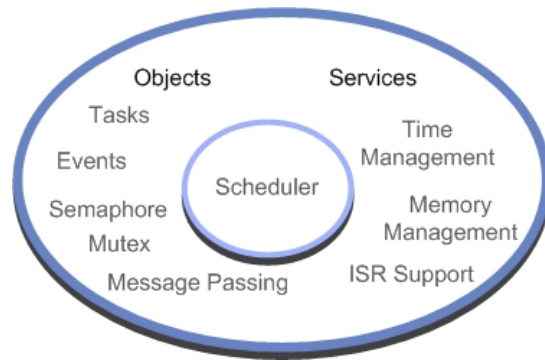 Objects
Services
Tasks
Events
Semaphore
Mutex
Message Passing
Scheduler
Time
Management
Memory
Management
ISR Support